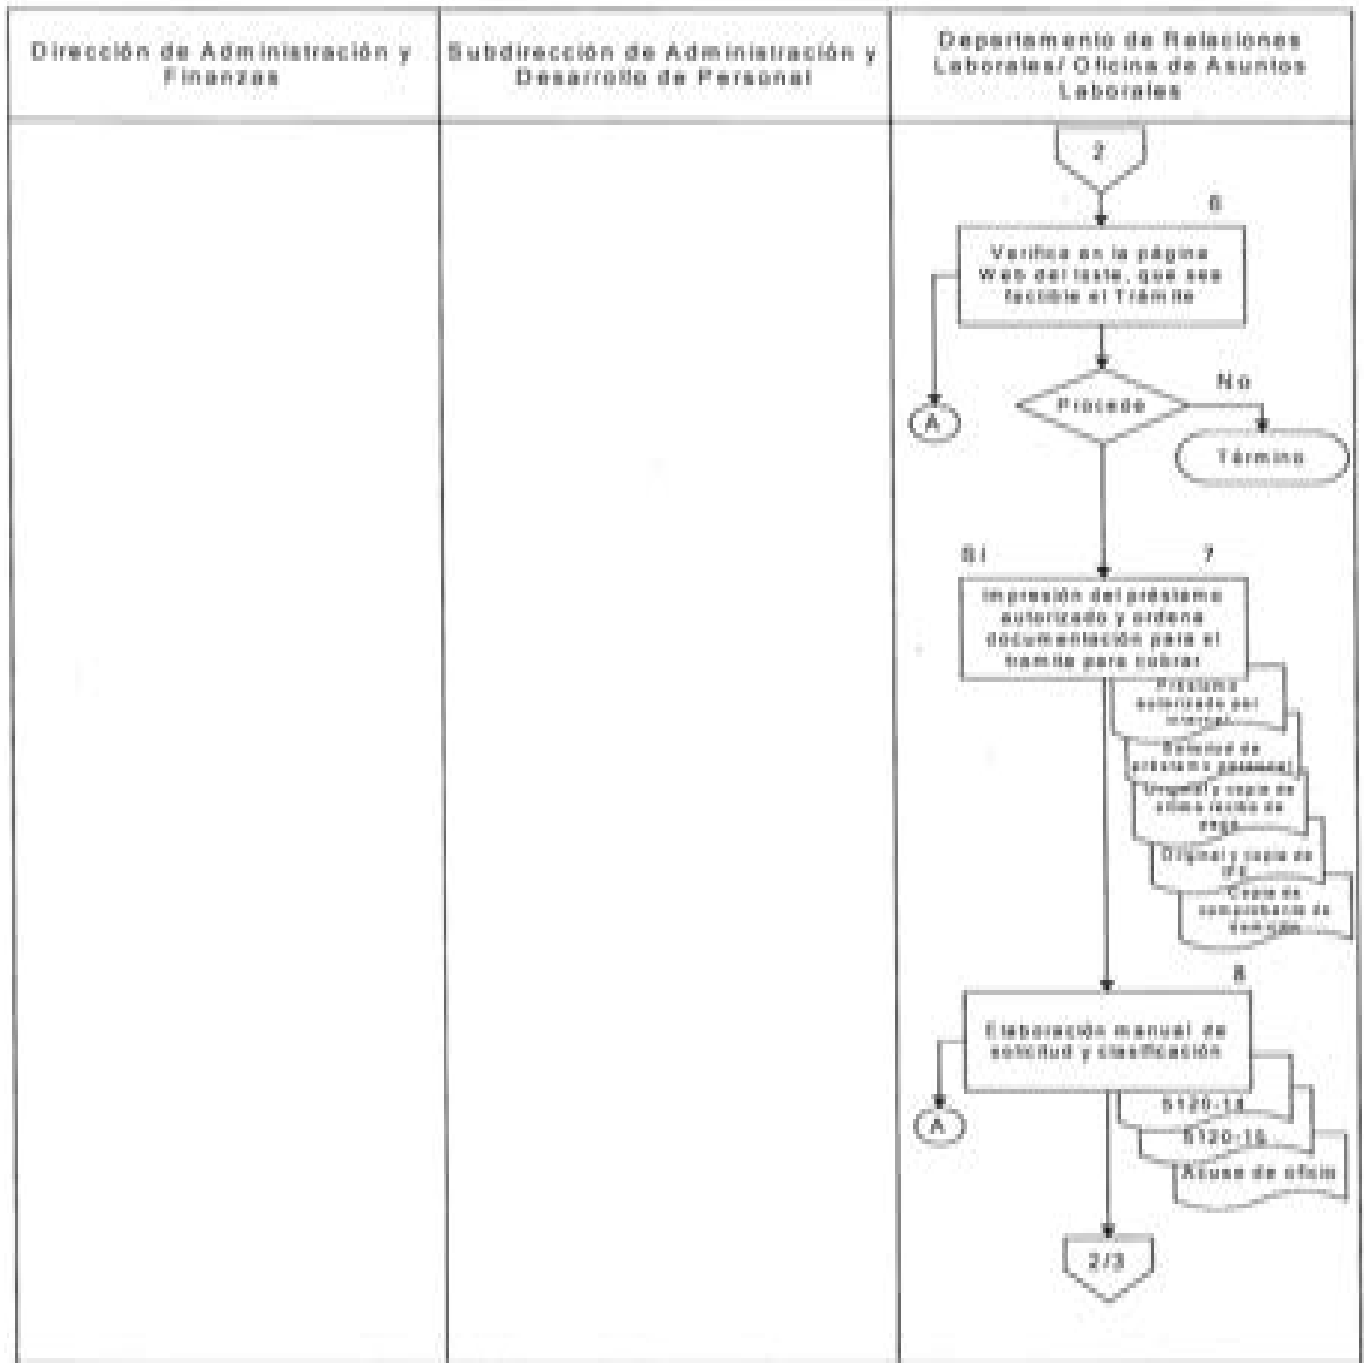 Dirección de Administración y
Finanzas
Subdirección de Administración y
Desarrollo de Personal
Departamento de Relaciones
Laborales/ Oficina de Asuntos
Laborales
2
6
Verifica en la página
Web del Isste, que sea
factible el Trámite
A
Procede
No
Término
Sí
7
Impresión del préstamo
autorizado y ordena
documentación para el
tramite para cobrar
Préstamo
autorizado por
internet
Solicitud de
préstamo personal
Original y copia de
último recibo de
pago
Original y copia de
IFE
Copia de
comprobante de
domicilio
8
Elaboración manual de
solicitud y clasificación
A
5120-14
5120-15
Acuse de oficio
2/3